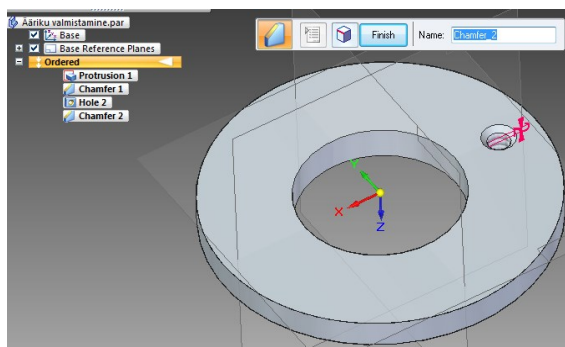 Ääriku valmistamine.par
Base
Base Reference Planes
Ordered
Protrusion 1
Chamfer 1
Hole 2
Chamfer 2
Finish Name: Chamfer_2
Y
X
Z